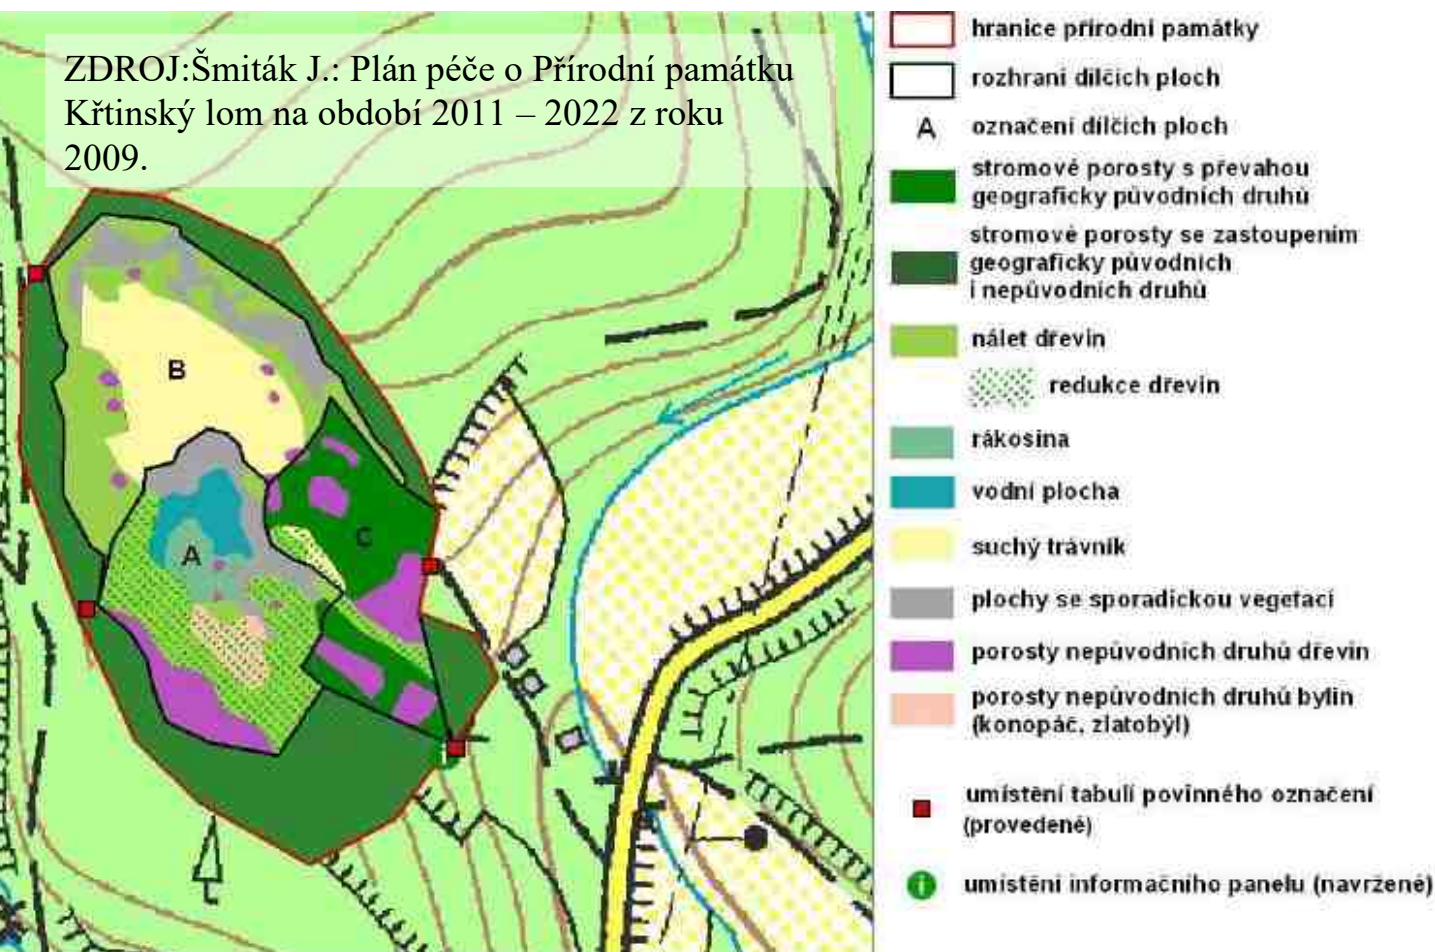 ZDROJ:Šmiták J.: Plán péče o Přírodní památku
Křtinský lom na období 2011 – 2022 z roku
2009.
B
A
C
hranice přírodní památky
rozhraní dílčích ploch
A označení dílčích ploch
stromové porosty s převahou
geograficky původních druhů
stromové porosty se zastoupením
geograficky původních
i nepůvodních druhů
nálet dřevin
redukce dřevin
rákosina
vodní plocha
suchý trávník
plochy se sporadickou vegetací
porosty nepůvodních druhů dřevin
porosty nepůvodních druhů bylin
(konopáč, zlatobýl)
umístění tabulí povinného označení
(provedené)
i umístění informačního panelu (navržené)